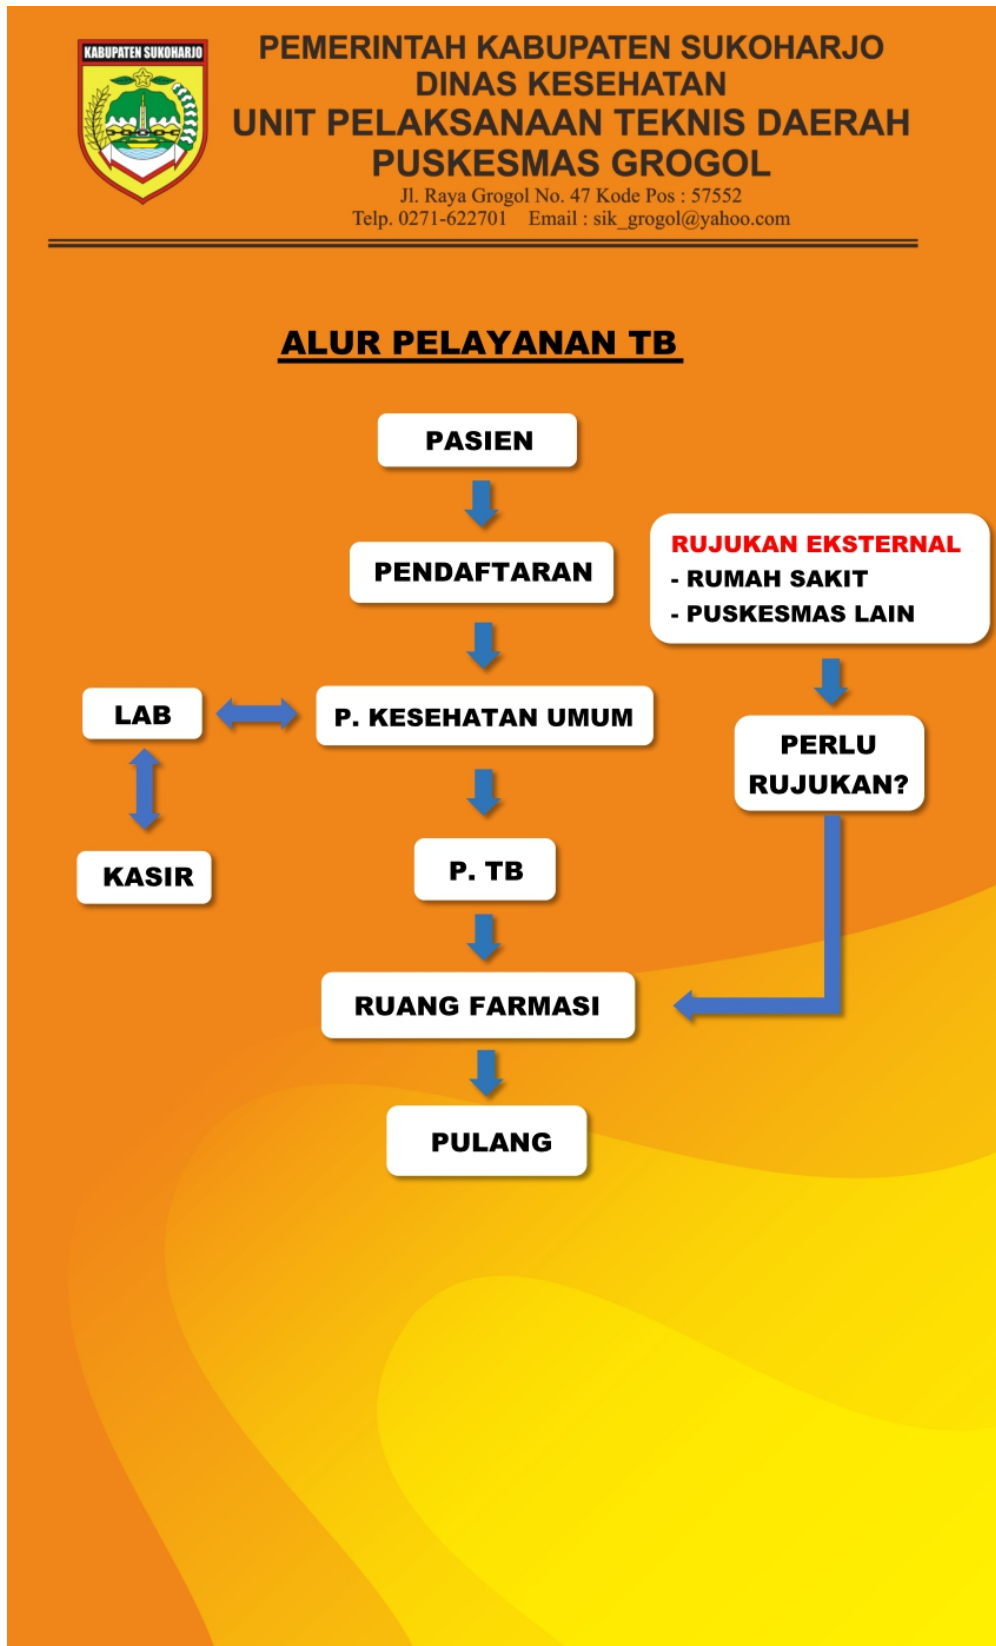 KABUPATEN SUKOHARJO
PEMERINTAH KABUPATEN SUKOHARJO
DINAS KESEHATAN
UNIT PELAKSANAAN TEKNIS DAERAH
PUSKESMAS GROGOL
Jl. Raya Grogol No. 47 Kode Pos : 57552
Telp. 0271-622701 Email : sik_grogol@yahoo.com
ALUR PELAYANAN TB
PASIEN
PENDAFTARAN
RUJUKAN EKSTERNAL
- RUMAH SAKIT
- PUSKESMAS LAIN
LAB
P. KESEHATAN UMUM
PERLU
RUJUKAN?
KASIR
P. TB
RUANG FARMASI
PULANG